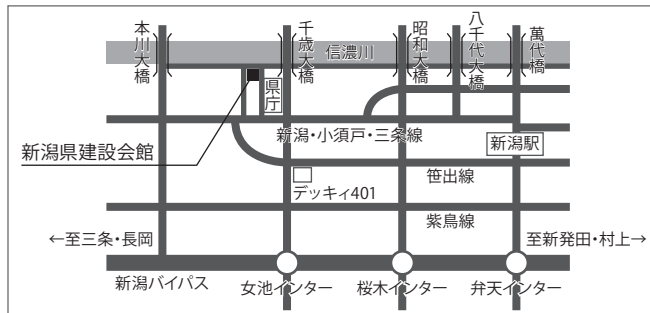 本川大橋
千歳大橋
昭和大橋
八千代大橋
萬代橋
信濃川
県庁
新潟・小須戸・三条線
新潟駅
新潟県建設会館
笹出線
デッキィ401
紫鳥線
←至三条・長岡
至新発田・村上→
新潟バイパス
女池インター
桜木インター
弁天インター